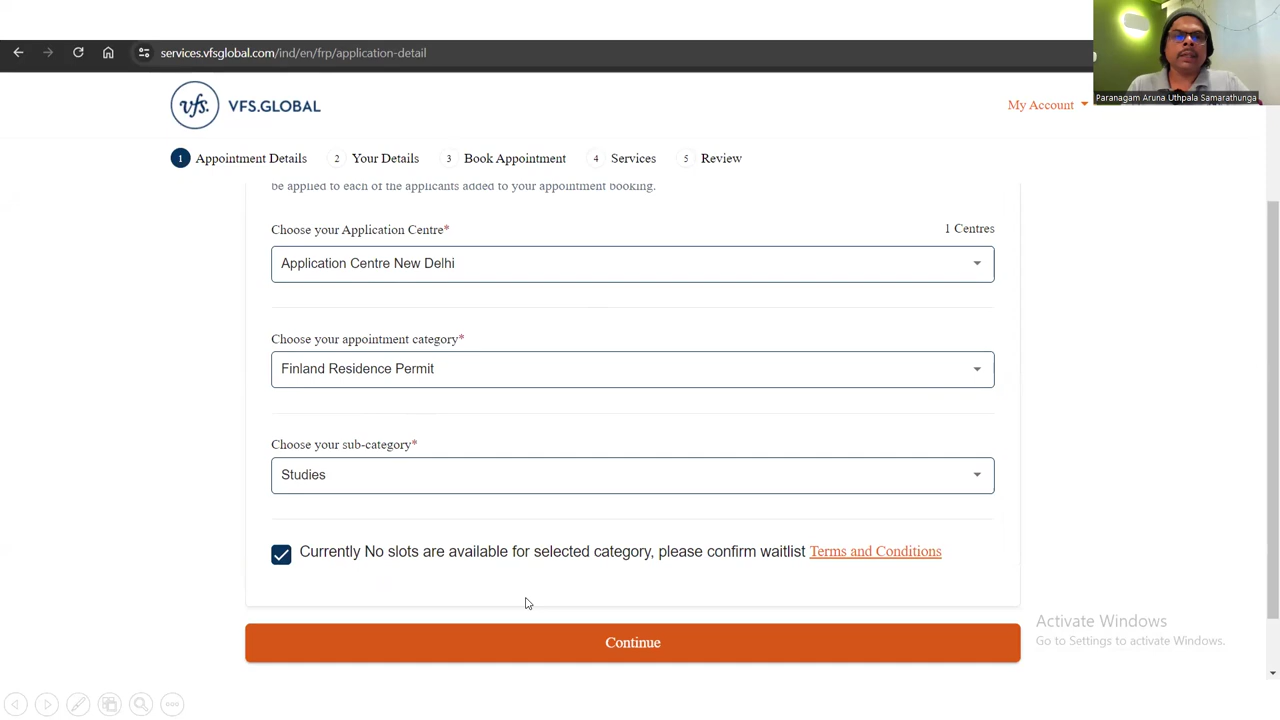 services.vfsglobal.com/ind/en/frp/application-detail
Paranagam Aruna Uthpala Samarathunga
vfs. VFS.GLOBAL
My Account
1 Appointment Details 2 Your Details 3 Book Appointment 4 Services 5 Review
be applied to each of the applicants added to your appointment booking.
Choose your Application Centre* 1 Centres
Application Centre New Delhi
Choose your appointment category*
Finland Residence Permit
Choose your sub-category*
Studies
Currently No slots are available for selected category, please confirm waitlist Terms and Conditions
Continue
Activate Windows
Go to Settings to activate Windows.